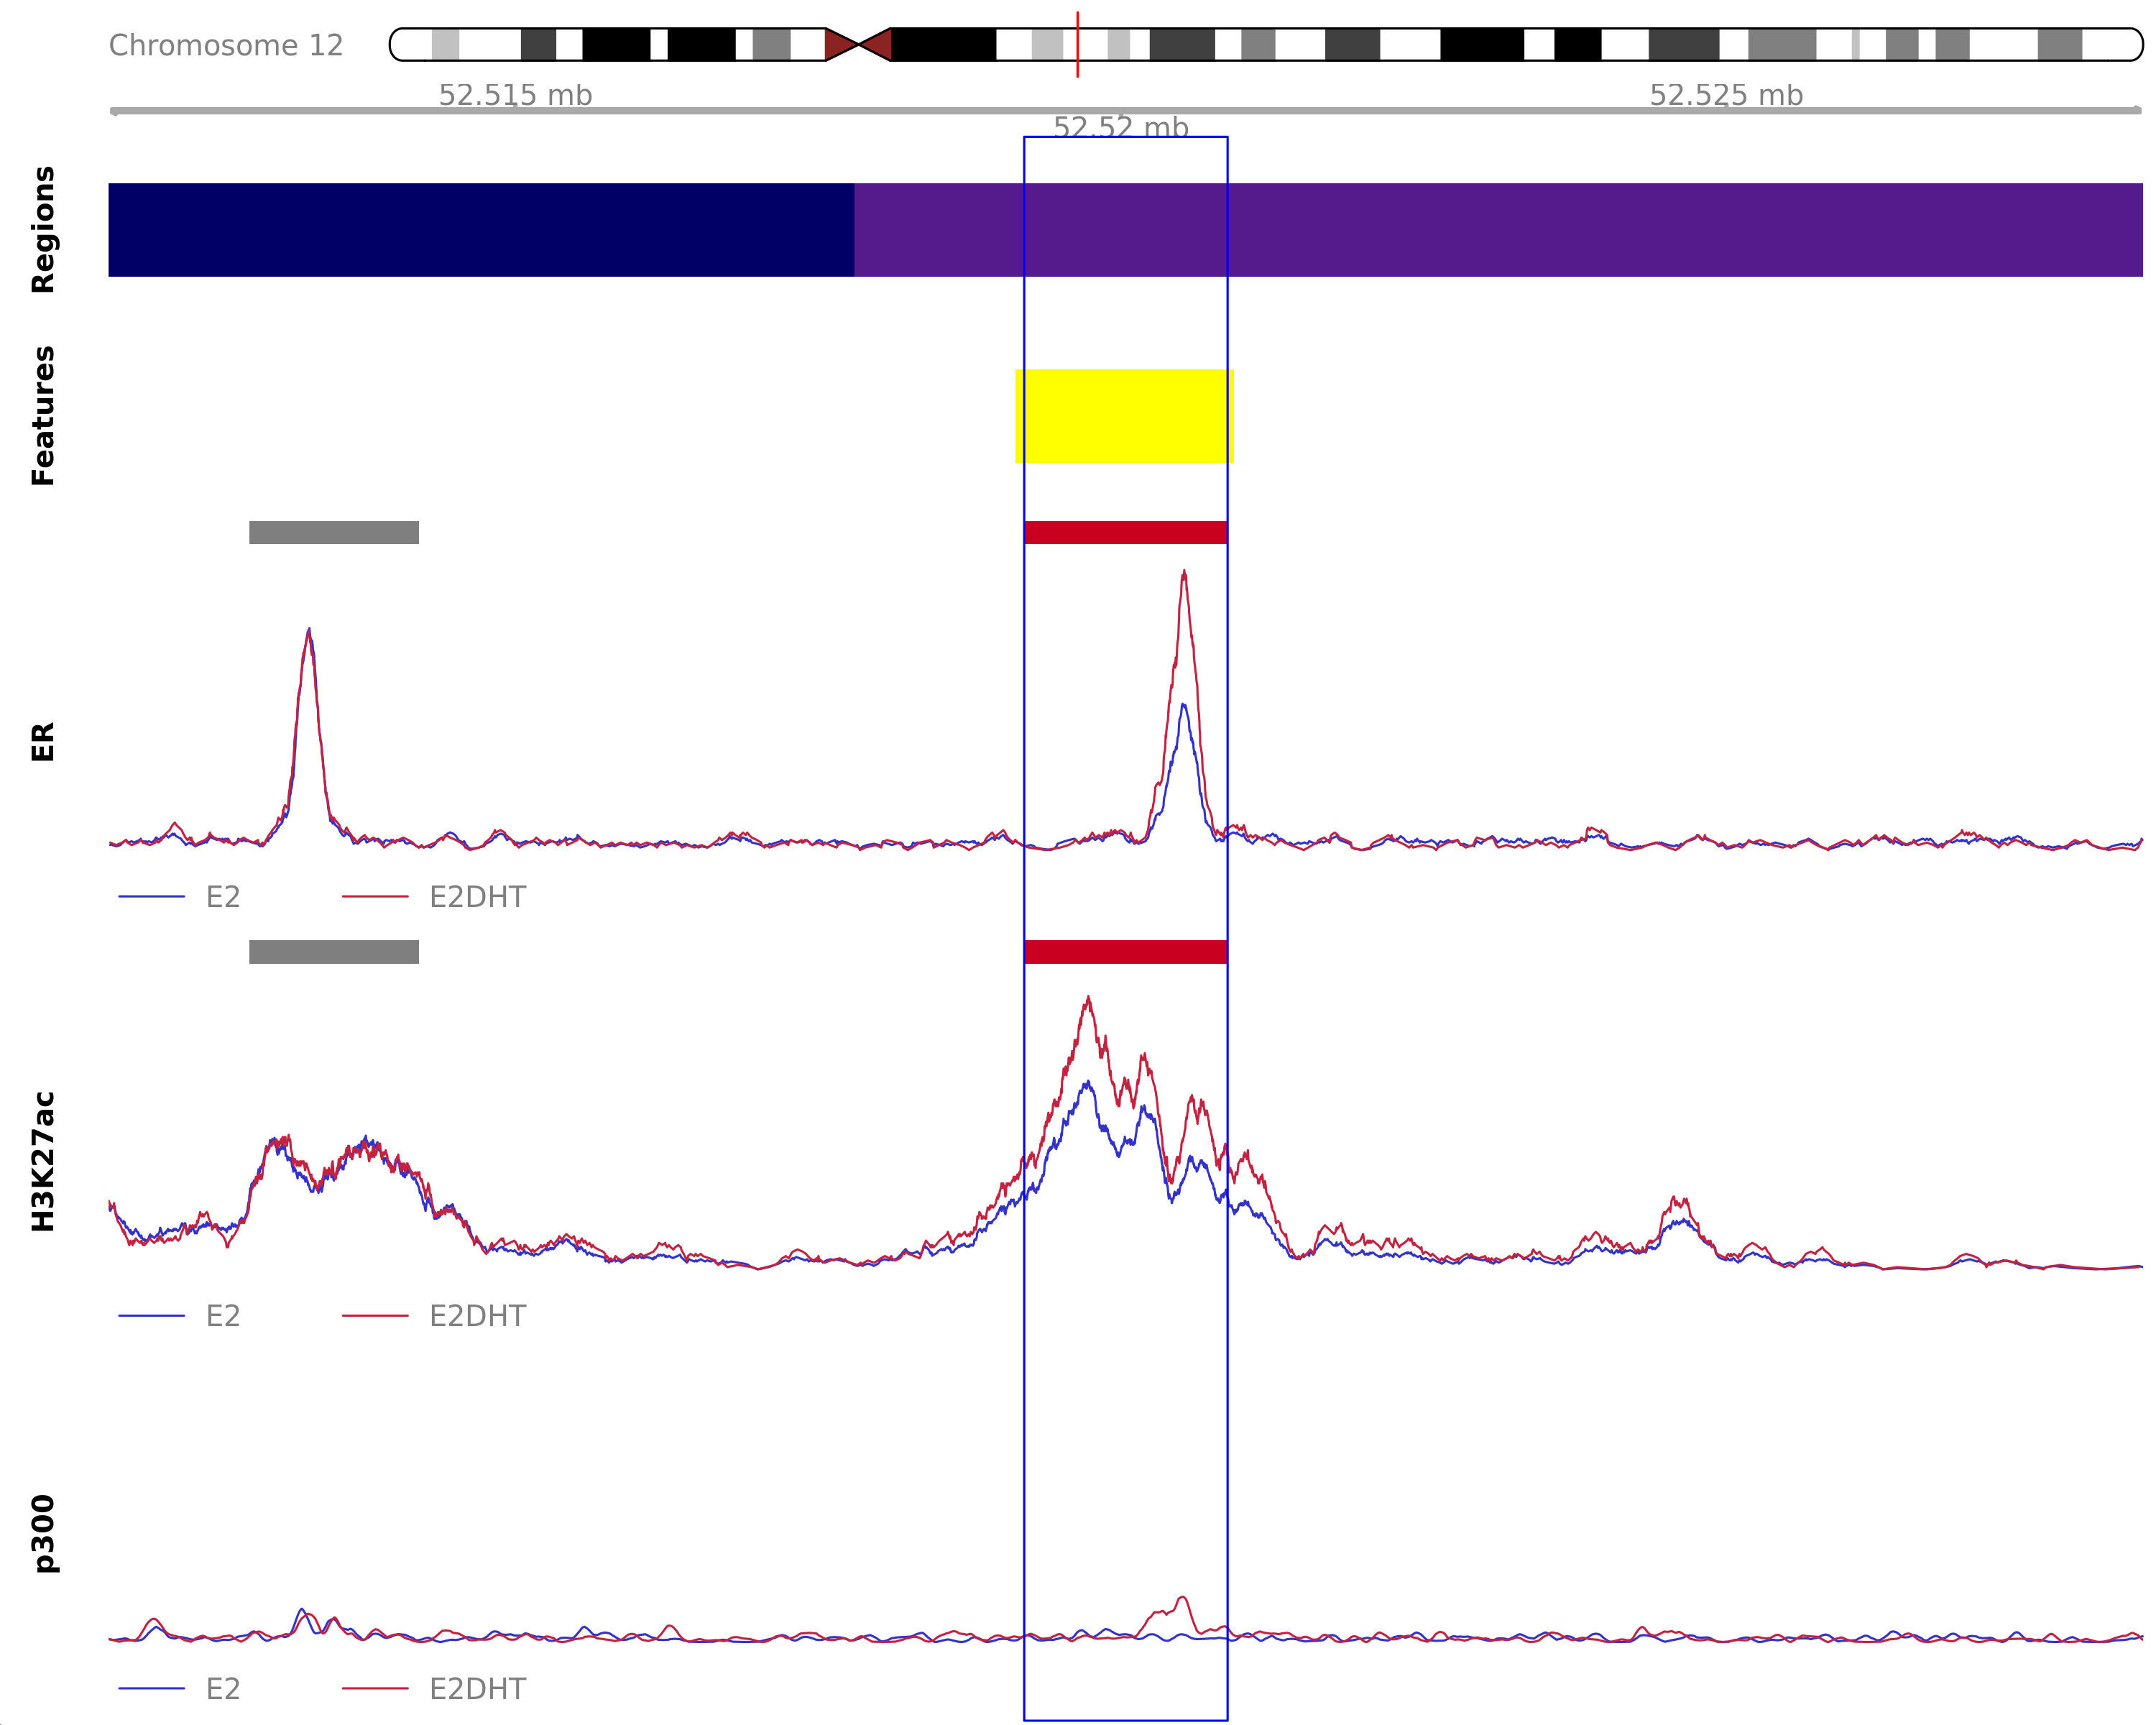 Chromosome 12
52.515 mb
52.525 mb
52.52 mb
Regions
Features
ER
E2 E2DHT
H3K27ac
E2 E2DHT
p300
E2 E2DHT